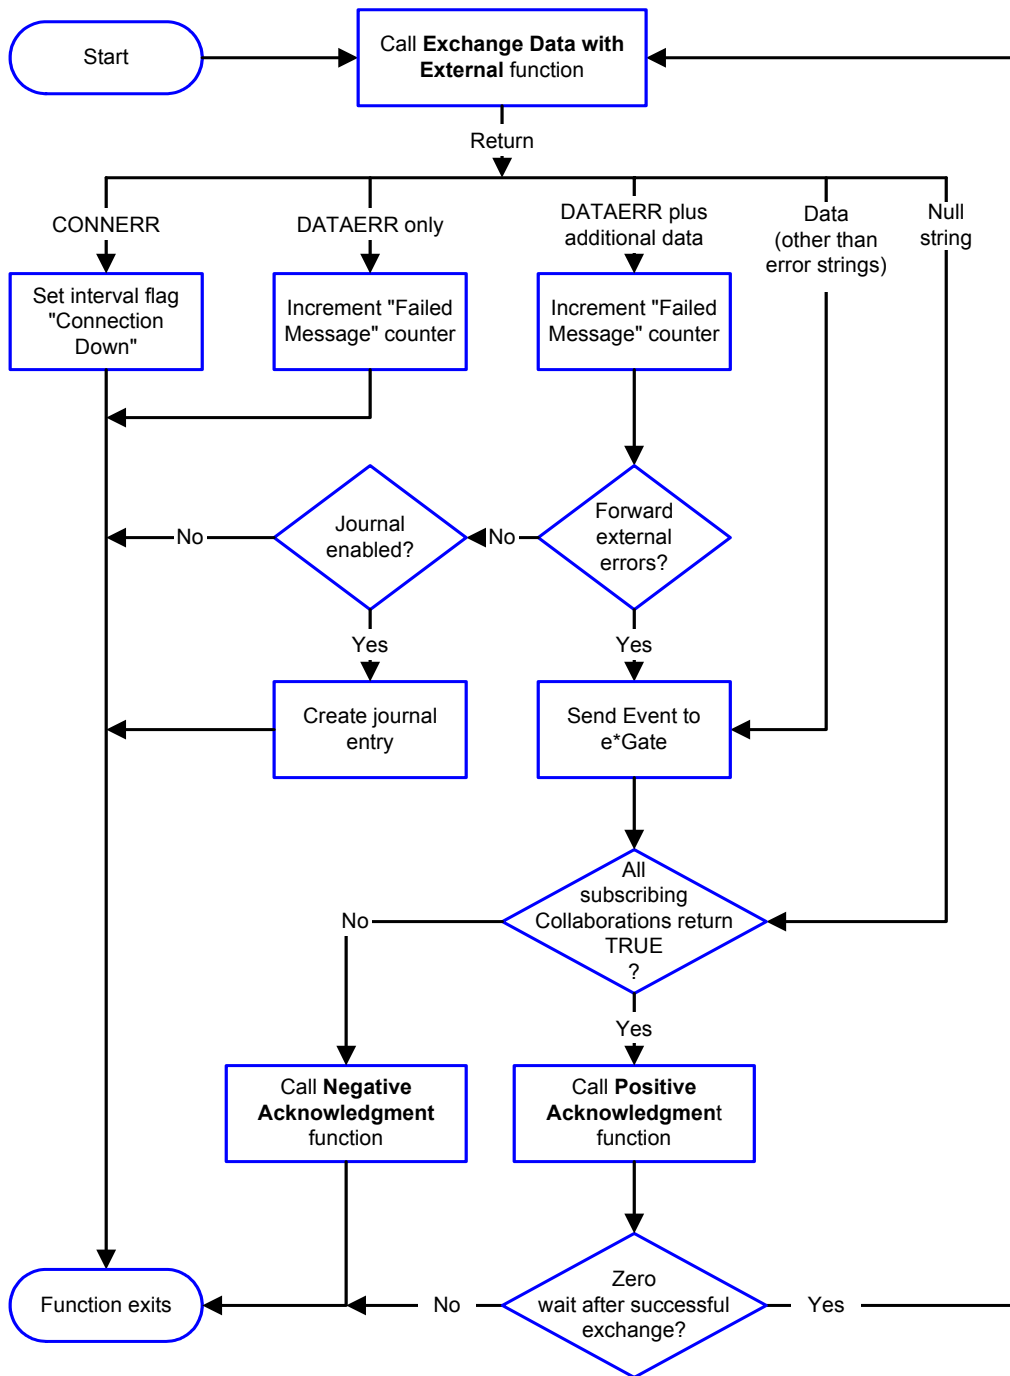 Start
Call Exchange Data with
External function
Return
CONNERR
DATAERR only
DATAERR plus
additional data
Data
(other than
error strings)
Null
string
Set interval flag
"Connection
Down"
Increment "Failed
Message" counter
Increment "Failed
Message" counter
No
Journal
enabled?
No
Forward
external
errors?
Yes
Yes
Create journal
entry
Send Event to
e*Gate
No
All
subscribing
Collaborations return
TRUE
?
Yes
Call Negative
Acknowledgment
function
Call Positive
Acknowledgment
function
Function exits
No
Zero
wait after successful
exchange?
Yes